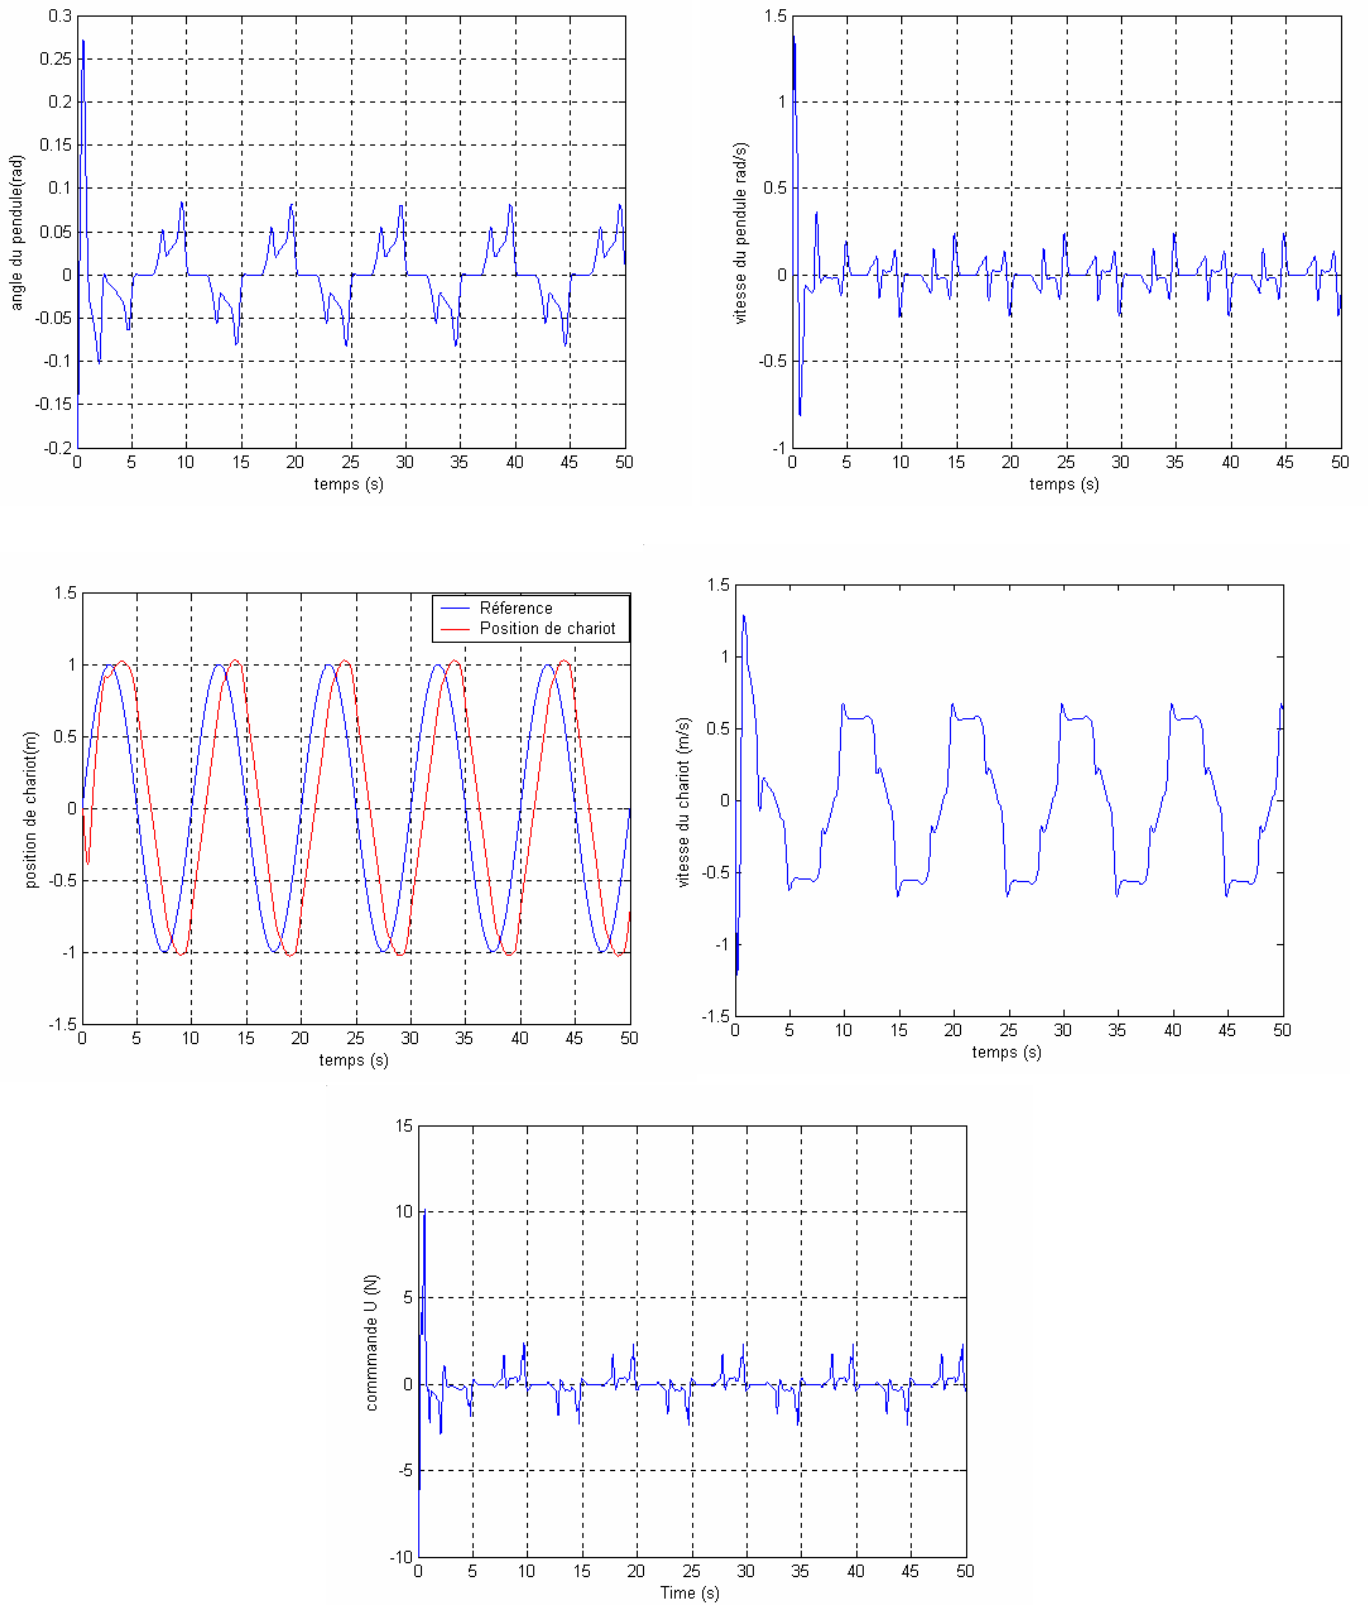 0.3
0.25
0.2
0.15
0.1
0.05
0
-0.05
-0.1
-0.15
-0.2
angle du pendule(rad)
0 5 10 15 20 25 30 35 40 45 50
temps (s)
1.5
1
0.5
0
-0.5
-1
vitesse du pendule rad/s)
0 5 10 15 20 25 30 35 40 45 50
temps (s)
1.5
1
0.5
0
-0.5
-1
-1.5
position de chariot(m)
Réference
Position de chariot
0 5 10 15 20 25 30 35 40 45 50
temps (s)
1.5
1
0.5
0
-0.5
-1
-1.5
vitesse du chariot (m/s)
0 5 10 15 20 25 30 35 40 45 50
temps (s)
15
10
5
0
-5
-10
commmande U (N)
0 5 10 15 20 25 30 35 40 45 50
Time (s)